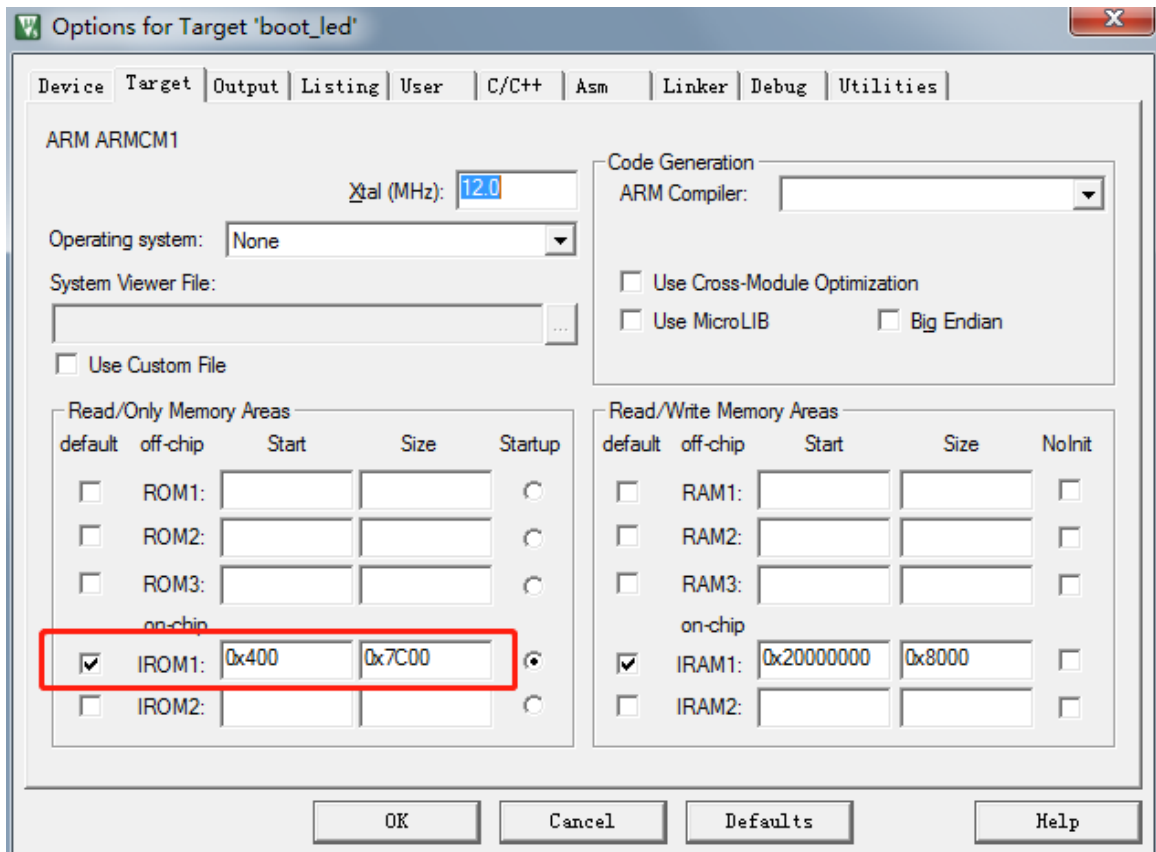 Options for Target 'boot_led'
Device Target Output Listing User C/C++ Asm Linker Debug Utilities
ARM ARMCM1
Xtal (MHz): 12.0
Operating system: None
System Viewer File:
...
Use Custom File
Code Generation
ARM Compiler:
Use Cross-Module Optimization
Use MicroLIB Big Endian
Read/Only Memory Areas
default off-chip Start Size Startup
ROM1:
ROM2:
ROM3:
on-chip
IROM1: 0x400 0x7C00
IROM2:
Read/Write Memory Areas
default off-chip Start Size NoInit
RAM1:
RAM2:
RAM3:
on-chip
IRAM1: 0x20000000 0x8000
IRAM2:
OK Cancel Defaults Help